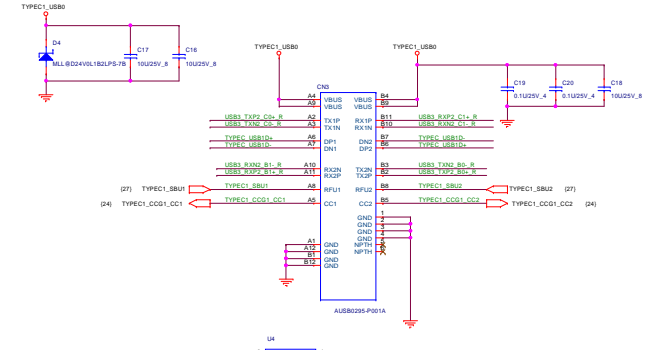 TYPEC1_USB0
D4
MLL@D24V0L1B2LPS-7B
C17
10U/25V_8
C16
10U/25V_8
TYPEC1_USB0
TYPEC1_USB0
C19
0.1U/25V_4
C20
0.1U/25V_4
C18
10U/25V_8
CN3
A4 VBUS VBUS B4
A9 VBUS VBUS B9
USB3_TXP2_C0+_R A2 TX1P RX1P B11 USB3_RXP2_C1+_R
USB3_TXN2_C0-_R A3 TX1N RX1N B10 USB3_RXN2_C1-_R
TYPEC_USB1D+ A6 DP1 DN2 B7 TYPEC_USB1D-
TYPEC_USB1D- A7 DN1 DP2 B6 TYPEC_USB1D+
USB3_RXN2_B1-_R A10 RX2N TX2N B3 USB3_TXN2_B0-_R
USB3_RXP2_B1+_R A11 RX2P TX2P B2 USB3_TXP2_B0+_R
(27) TYPEC1_SBU1 TYPEC1_SBU1 A8 RFU1 RFU2 B8 TYPEC1_SBU2 TYPEC1_SBU2 (27)
(24) TYPEC1_CCG1_CC1 TYPEC1_CCG1_CC1 A5 CC1 CC2 B5 TYPEC1_CCG1_CC2 TYPEC1_CCG1_CC2 (24)
GND 1
GND 2
GND 3
GND 4
A1 GND NPTH
A12 GND NPTH
B1 GND
B12 GND
AUSB0295-P001A
U4